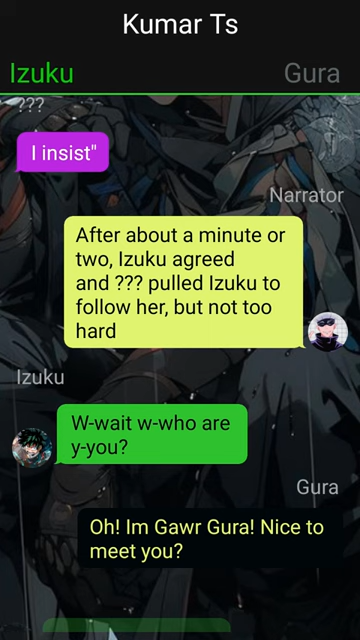 Kumar Ts
Izuku
Gura
???
I insist"
Narrator
After about a minute or
two, Izuku agreed
and ??? pulled Izuku to
follow her, but not too
hard
Izuku
W-wait w-who are
y-you?
Gura
Oh! Im Gawr Gura! Nice to
meet you?